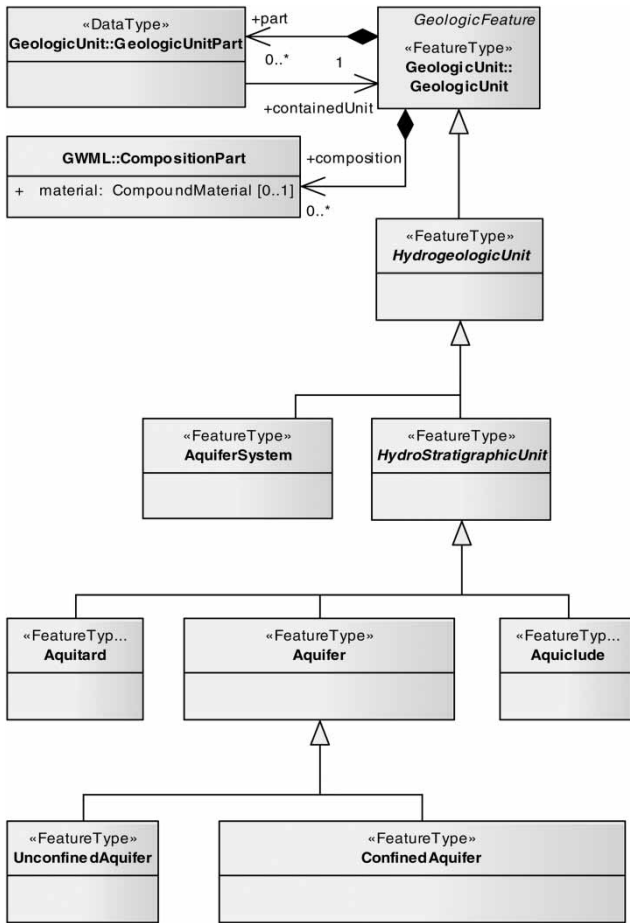 «DataType»
GeologicUnit::GeologicUnitPart
+part
0..*
1
+containedUnit
GeologicFeature
«FeatureType»
GeologicUnit::
GeologicUnit
GWML::CompositionPart
+ material: CompoundMaterial [0..1]
+composition
0..*
«FeatureType»
HydrogeologicUnit
«FeatureType»
AquiferSystem
«FeatureType»
HydroStratigraphicUnit
«FeatureTyp...
Aquitard
«FeatureType»
Aquifer
«FeatureTyp...
Aquiclude
«FeatureType»
UnconfinedAquifer
«FeatureType»
ConfinedAquifer